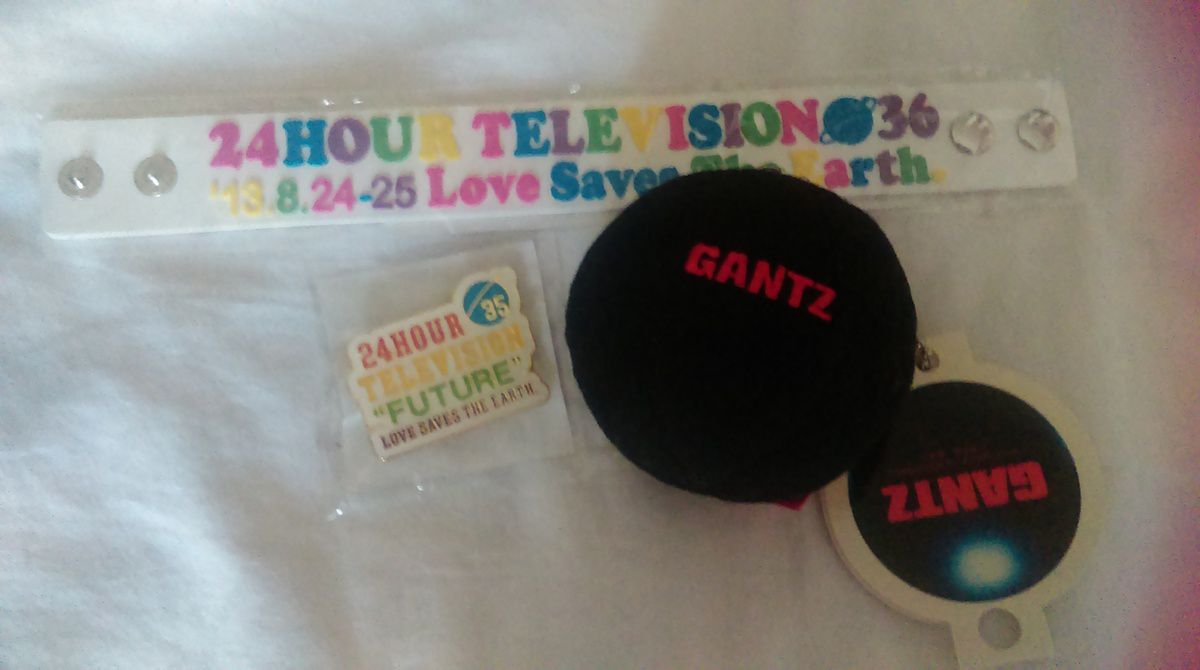 24HOUR TELEVISION 36
'13.8.24-25 Love Saves The Earth.
35
24HOUR
TELEVISION
"FUTURE"
LOVE SAVES THE EARTH
GANTZ
GANTZ